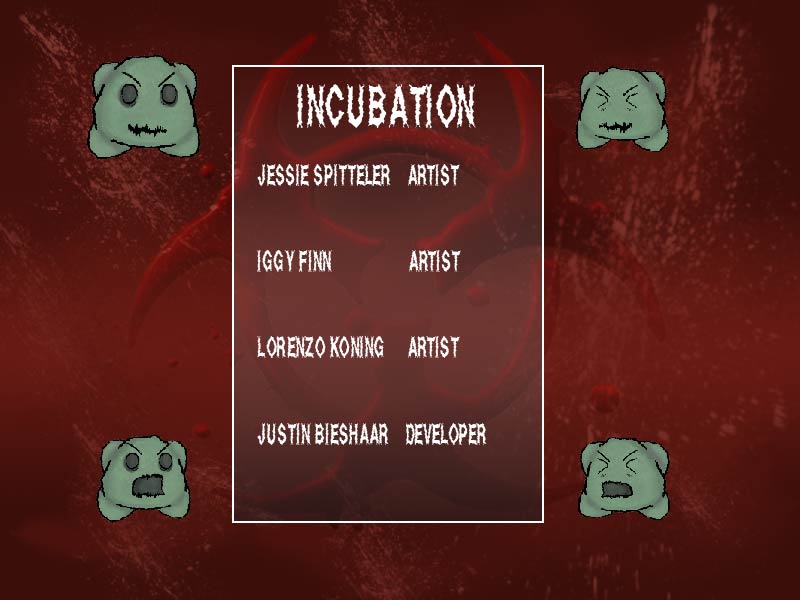 INCUBATION
JESSIE SPITTELER ARTIST
IGGY FINN ARTIST
LORENZO KONING ARTIST
JUSTIN BIESHAAR DEVELOPER